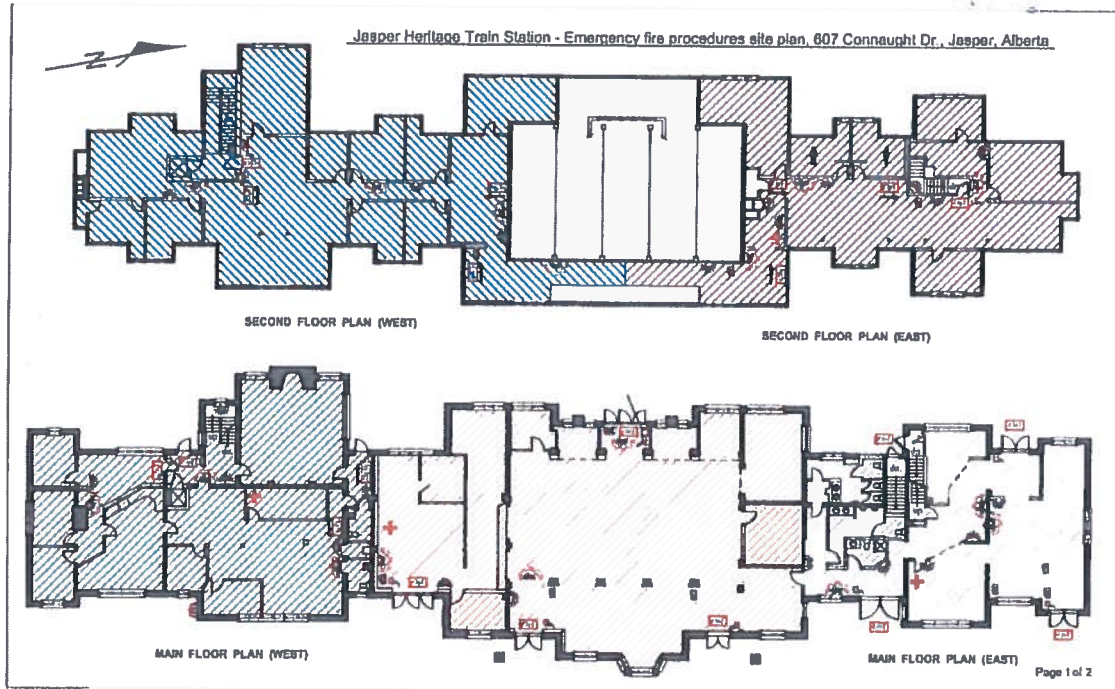 Jasper Heritage Train Station - Emergency fire procedures site plan, 607 Connaught Dr., Jasper, Alberta
N
SECOND FLOOR PLAN (WEST)
SECOND FLOOR PLAN (EAST)
MAIN FLOOR PLAN (WEST)
MAIN FLOOR PLAN (EAST)
Page 1 of 2